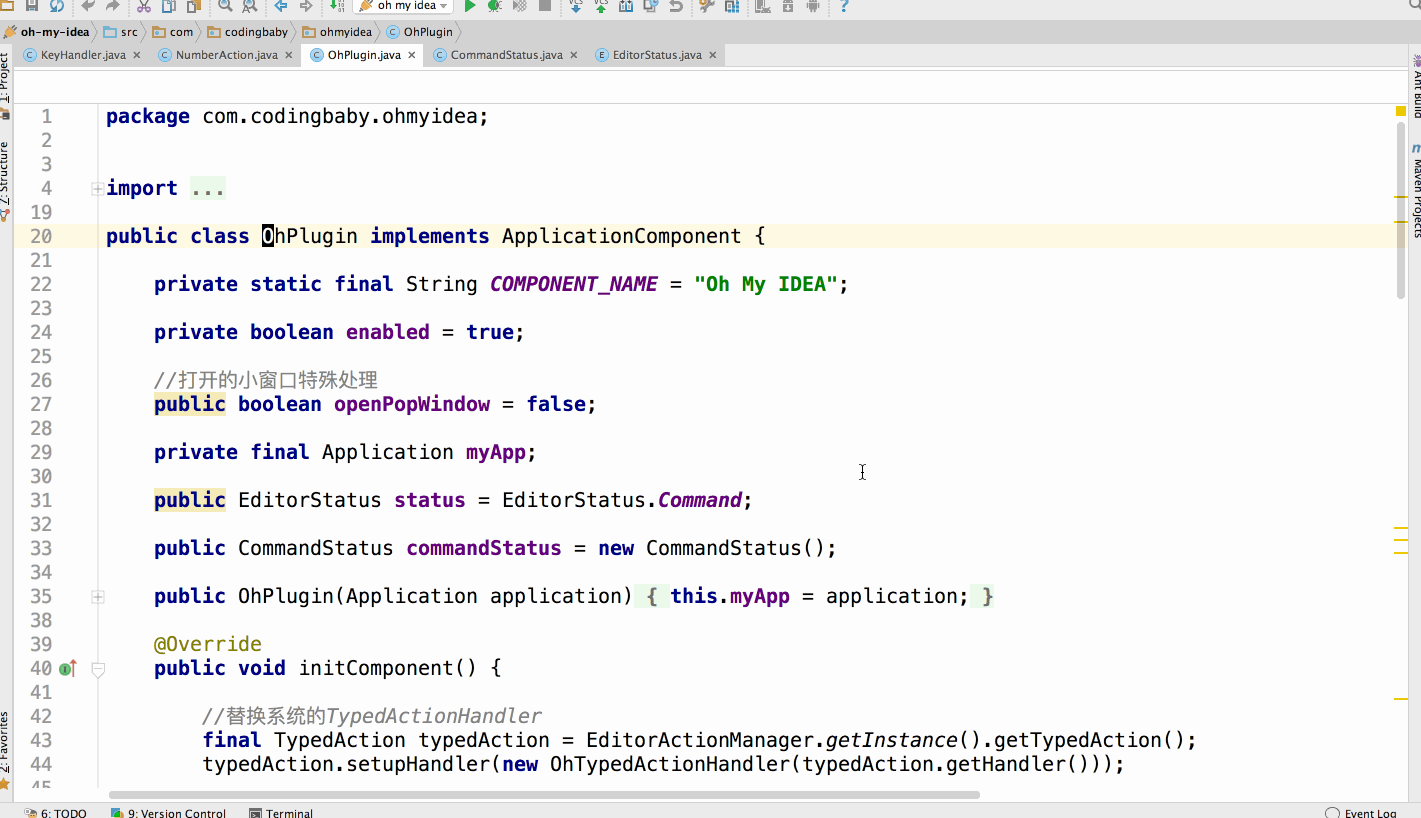 oh my idea
oh-my-idea src com codingbaby ohmyidea OhPlugin
KeyHandler.java NumberAction.java OhPlugin.java CommandStatus.java EditorStatus.java
1: Project
Z: Structure
2: Favorites
Ant Build
Maven Projects
1 package com.codingbaby.ohmyidea;
2
3
4 import ...
19
20 public class OhPlugin implements ApplicationComponent {
21
22 private static final String COMPONENT_NAME = "Oh My IDEA";
23
24 private boolean enabled = true;
25
26 //打开的小窗口特殊处理
27 public boolean openPopWindow = false;
28
29 private final Application myApp;
30
31 public EditorStatus status = EditorStatus.Command;
32
33 public CommandStatus commandStatus = new CommandStatus();
34
35 public OhPlugin(Application application) { this.myApp = application; }
38
39 @Override
40 public void initComponent() {
41
42 //替换系统的TypedActionHandler
43 final TypedAction typedAction = EditorActionManager.getInstance().getTypedAction();
44 typedAction.setupHandler(new OhTypedActionHandler(typedAction.getHandler()));
45
6: TODO 9: Version Control Terminal Event Log